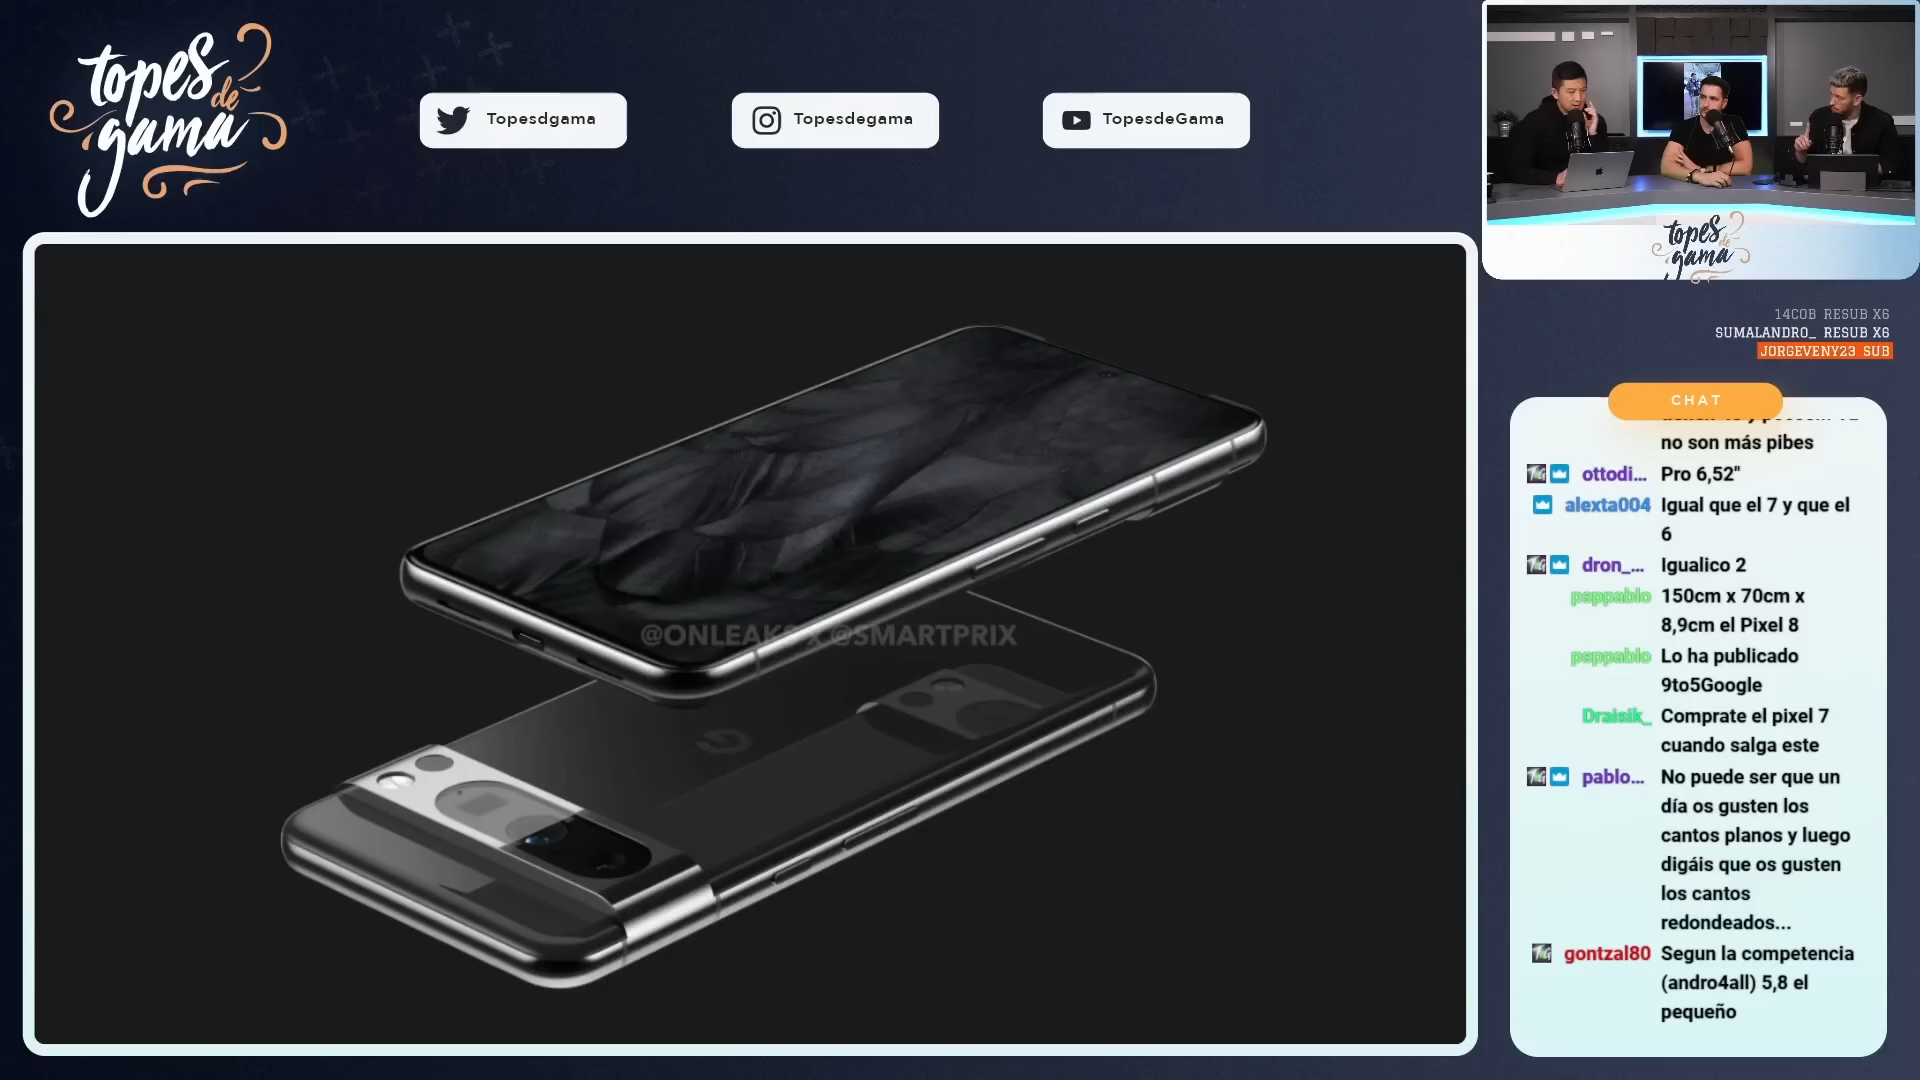 topes
de
gama
Topesdgama
Topesdegama
TopesdeGama
topes
de
gama
14COB RESUB X6
SUMALANDRO_ RESUB X6
JORGEVENY23 SUB
CHAT
no son más pibes
ottodi... Pro 6,52"
alexta004 Igual que el 7 y que el
6
dron_... Igualico 2
peppablo 150cm x 70cm x
8,9cm el Pixel 8
peppablo Lo ha publicado
9to5Google
Draisik_ Comprate el pixel 7
cuando salga este
pablo... No puede ser que un
día os gusten los
cantos planos y luego
digáis que os gusten
los cantos
redondeados...
gontzal80 Segun la competencia
(andro4all) 5,8 el
pequeño
@ONLEAKS X @SMARTPRIX